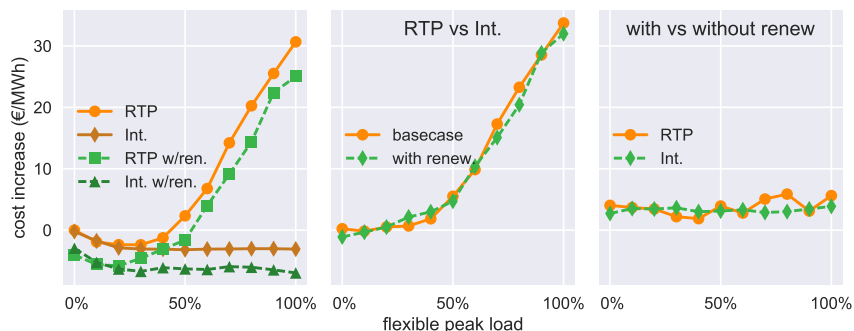 cost increase (€/MWh)
30
20
10
0
RTP
Int.
RTP w/ren.
Int. w/ren.
0%
50%
100%
RTP vs Int.
basecase
with renew.
0%
50%
100%
flexible peak load
with vs without renew
RTP
Int.
0%
50%
100%